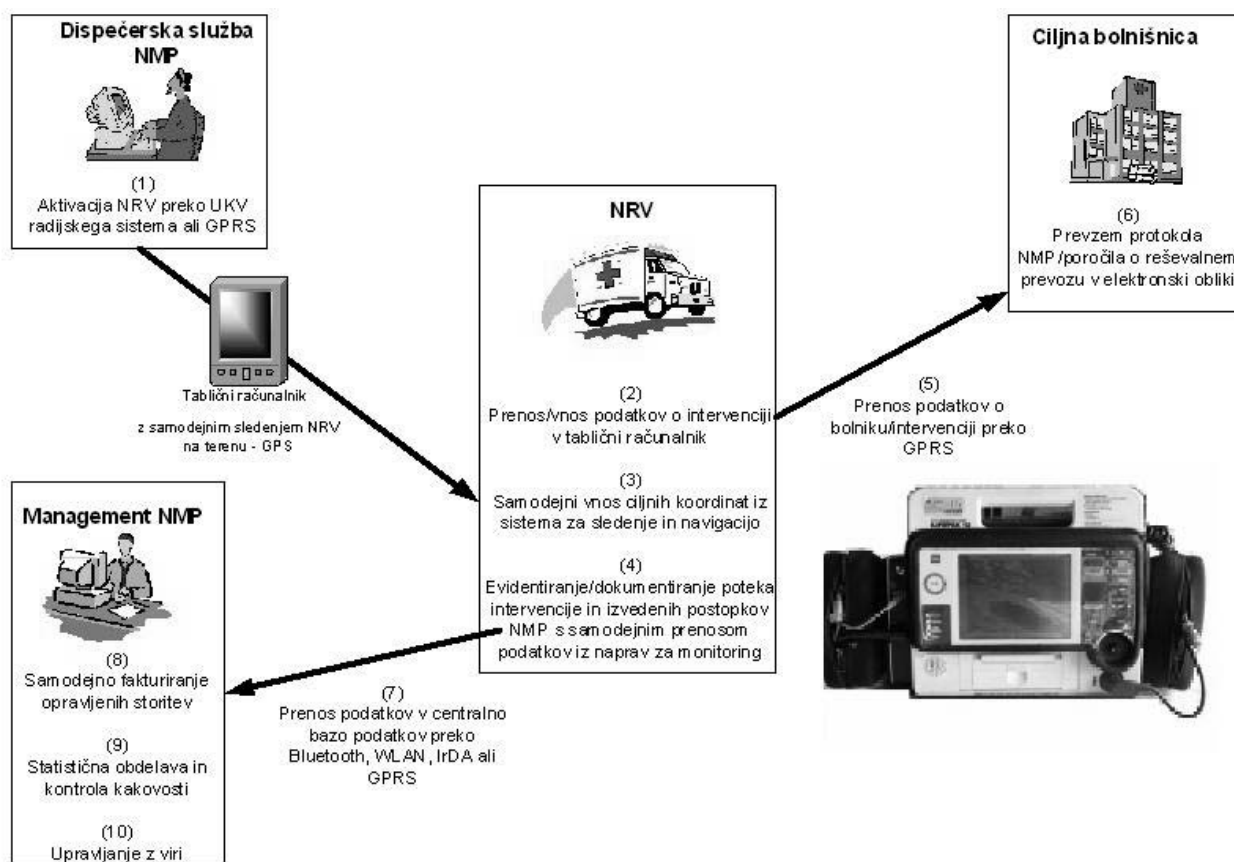 Dispečerska služba
NMP
(1)
Aktivacija NRV preko UKV
radijskega sistema ali GPRS
Tablični računalnik
z samodejnim sledenjem NRV
na terenu - GPS
NRV
(2)
Prenos/vnos podatkov o intervenciji
v tablični računalnik
(3)
Samodejni vnos ciljnih koordinat iz
sistema za sledenje in navigacijo
(4)
Evidentiranje/dokumentiranje poteka
intervencije in izvedenih postopkov
NMP s samodejnim prenosom
podatkov iz naprav za monitoring
(5)
Prenos podatkov o
bolniku/intervenciji preko
GPRS
Ciljna bolnišnica
(6)
Prevzem protokola
NMP/poročila o reševalnem
prevozu v elektronski obliki
(7)
Prenos podatkov v centralno
bazo podatkov preko
Bluetooth, WLAN, IrDA ali
GPRS
Management NMP
(8)
Samodejno fakturiranje
opravljenih storitev
(9)
Statistična obdelava in
kontrola kakovosti
(10)
Upravljanje z viri